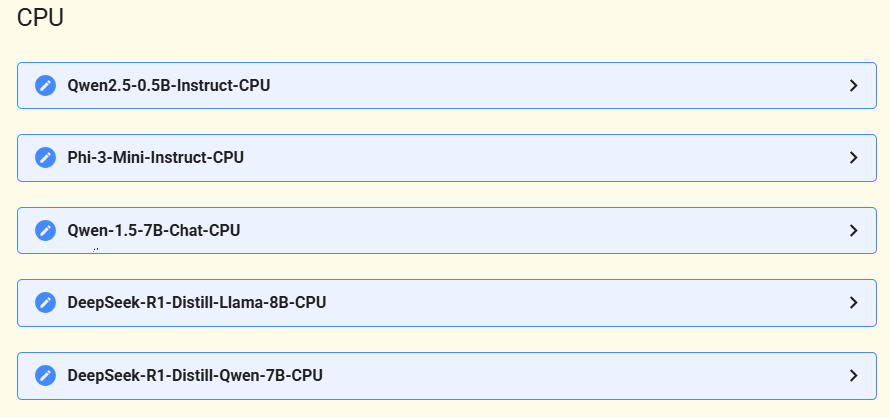 CPU
Qwen2.5-0.5B-Instruct-CPU
Phi-3-Mini-Instruct-CPU
Qwen-1.5-7B-Chat-CPU
DeepSeek-R1-Distill-Llama-8B-CPU
DeepSeek-R1-Distill-Qwen-7B-CPU